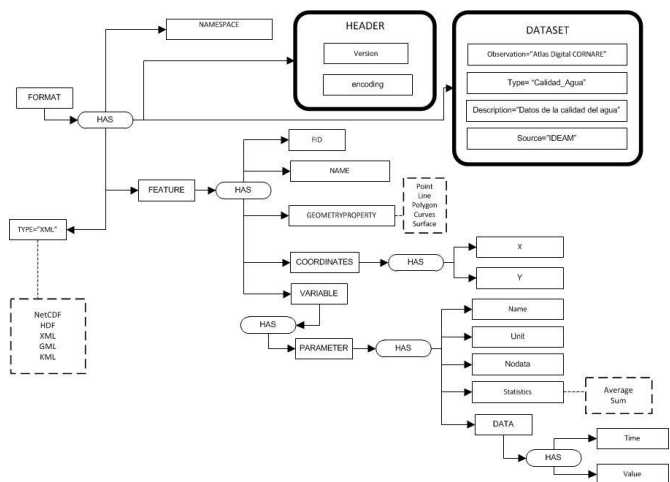 NAMESPACE
HEADER
Version
encoding
DATASET
Observation="Atlas Digital CORNARE"
Type= "Calidad_Agua"
Description="Datos de la calidad del agua"
Source="IDEAM"
FORMAT
HAS
FID
NAME
FEATURE
HAS
GEOMETRYPROPERTY
Point
Line
Polygon
Curves
Surface
TYPE="XML"
COORDINATES
HAS
X
Y
VARIABLE
NetCDF
HDF
XML
GML
KML
HAS
PARAMETER
HAS
Name
Unit
Nodata
Statistics
Average
Sum
DATA
HAS
Time
Value